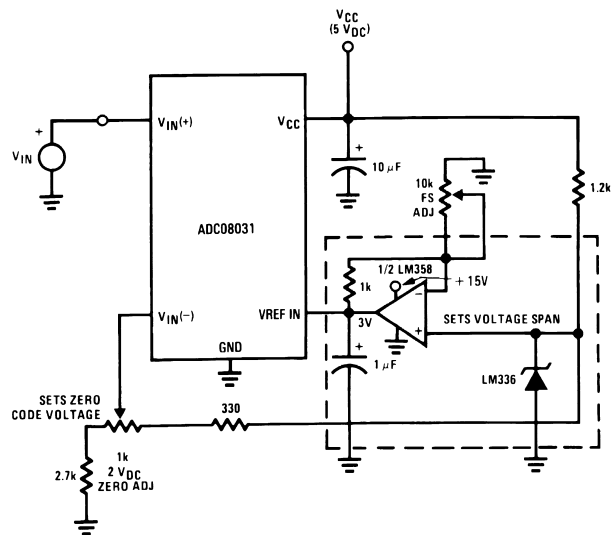 VCC
(5 VDC)
VIN(+)
VCC
+
VIN
+
10 µF
10k
FS
ADJ
1.2k
ADC08031
1/2 LM358
+ 15V
1k
−
VIN(−)
VREF IN
3V
+
SETS VOLTAGE SPAN
GND
+
1 µF
LM336
SETS ZERO
CODE VOLTAGE
330
1k
2 VDC
ZERO ADJ
2.7k